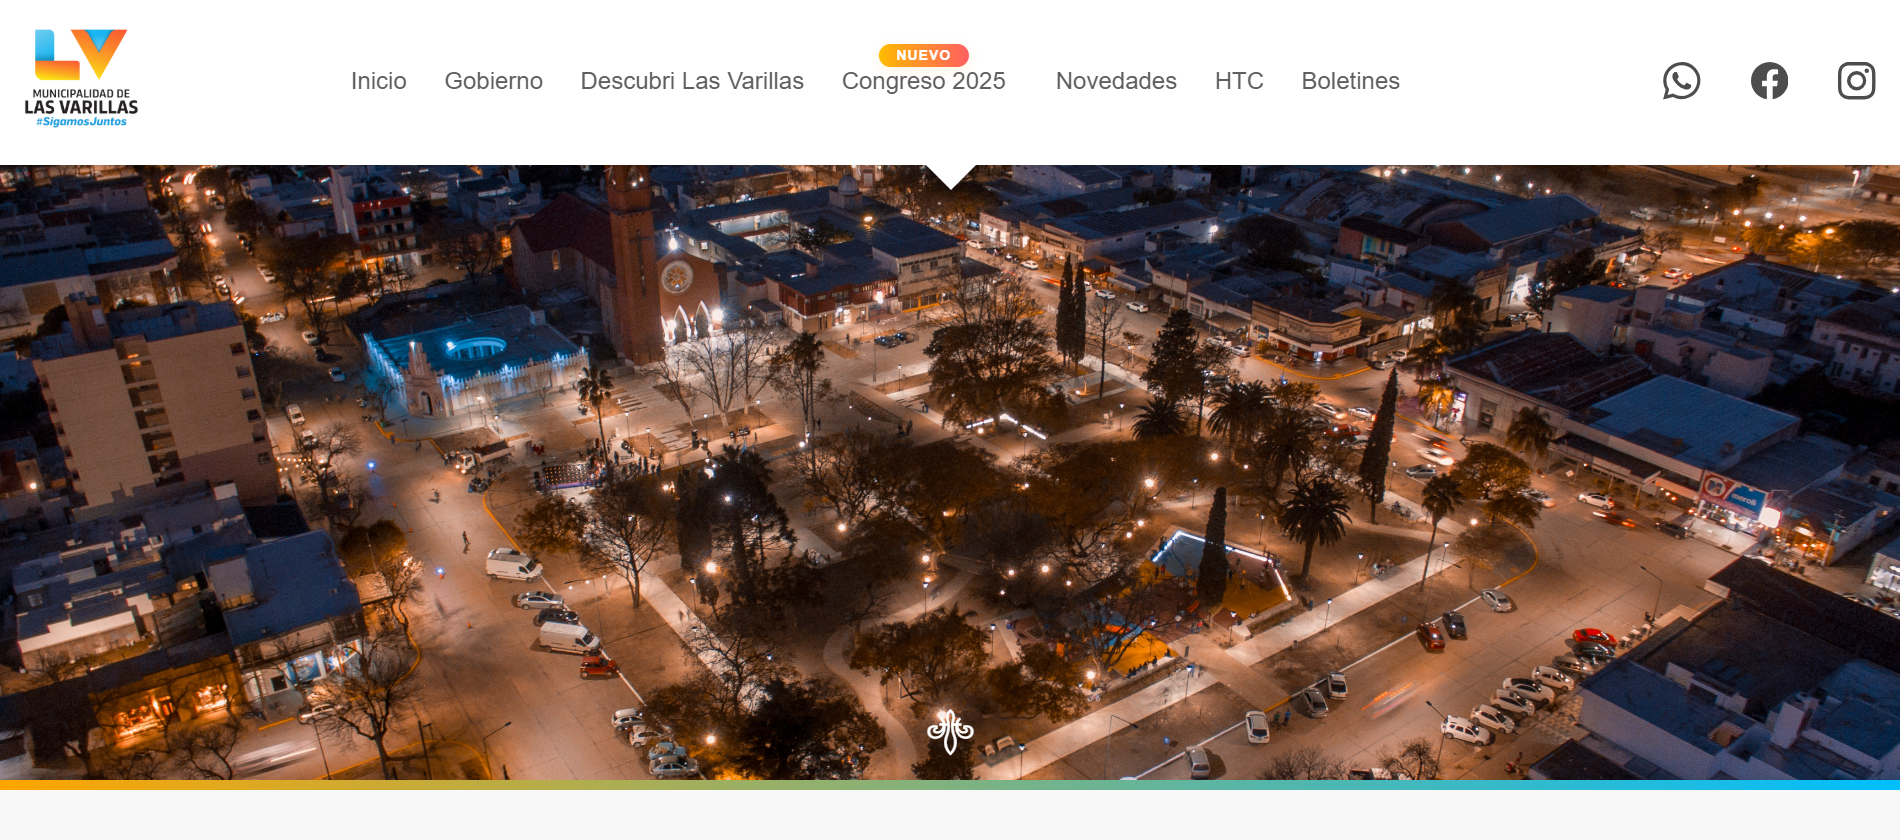 LV
MUNICIPALIDAD DE
LAS VARILLAS
#SigamosJuntos
Inicio
Gobierno
Descubri Las Varillas
NUEVO
Congreso 2025
Novedades
HTC
Boletines